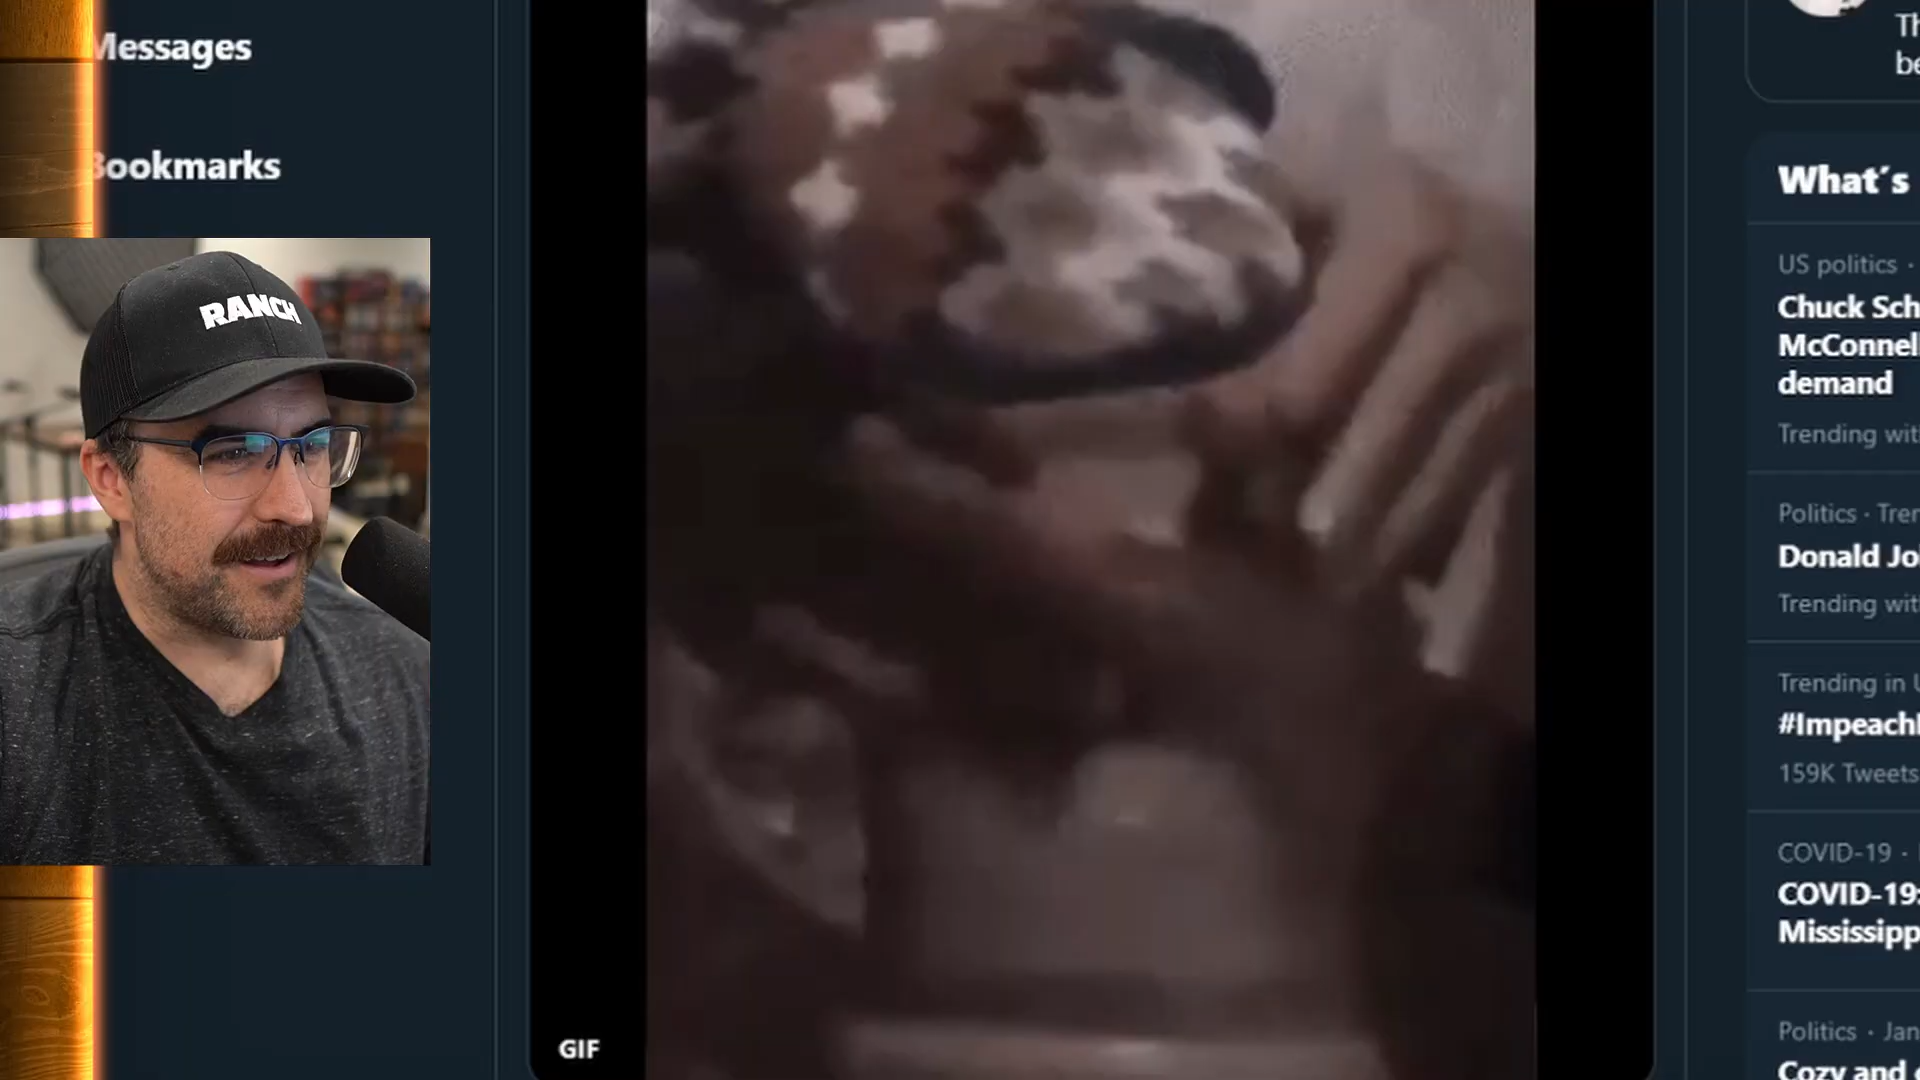 Messages
Bookmarks
RANCH
GIF
Th
be
What's
US politics ·
Chuck Sch
McConnell
demand
Trending wit
Politics · Tren
Donald Jo
Trending wit
Trending in U
#Impeach
159K Tweets
COVID-19 ·
COVID-19:
Mississipp
Politics · Jan
Cozy and